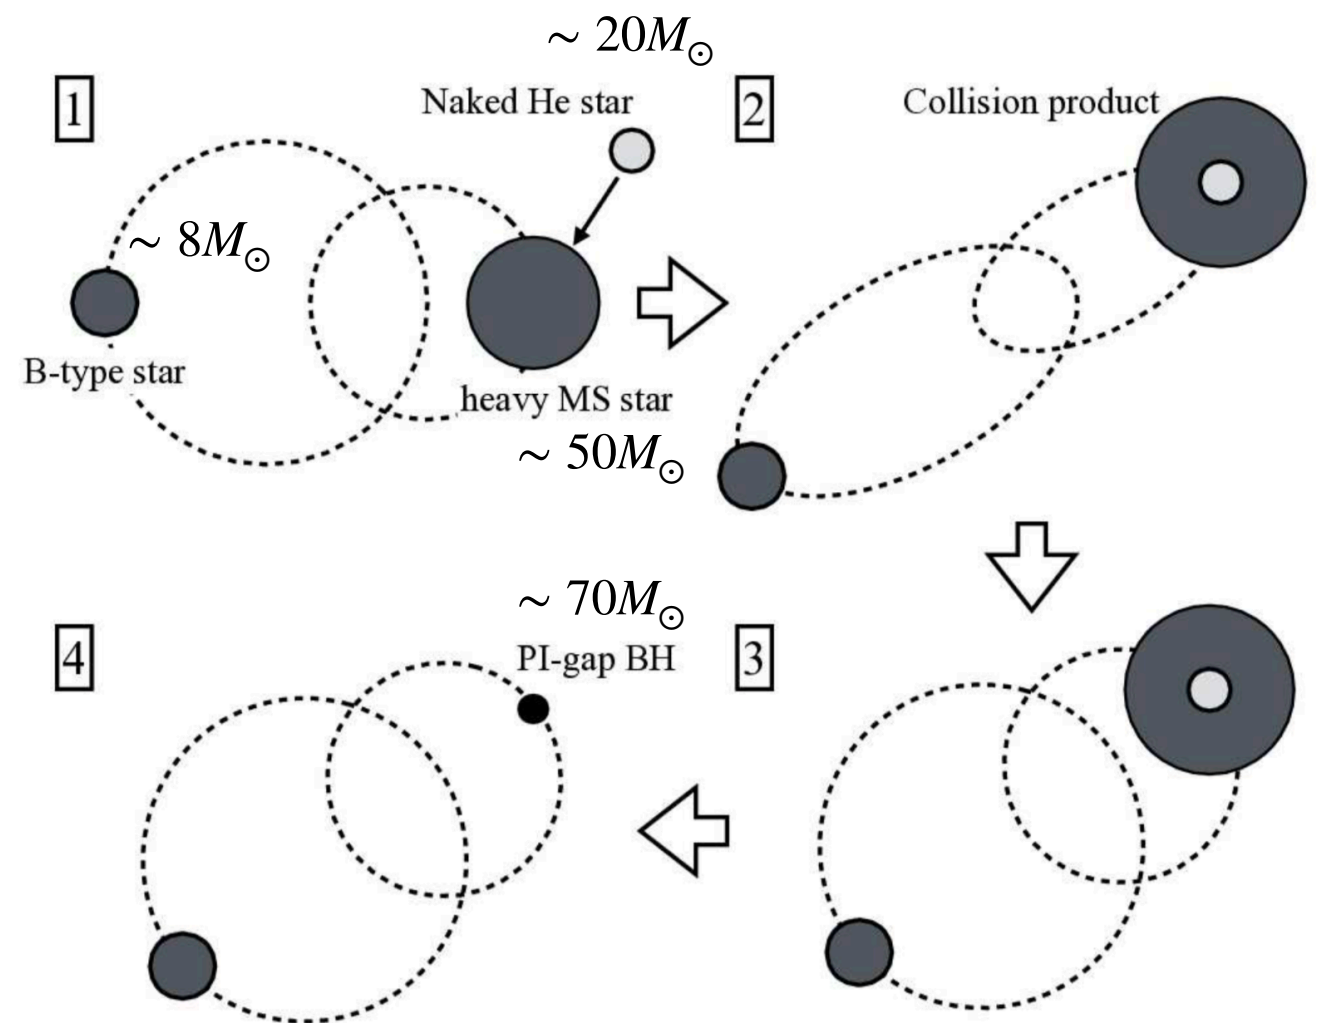 ~ 20M☉
1
Naked He star
2
Collision product
~ 8M☉
B-type star
heavy MS star
~ 50M☉
~ 70M☉
4
PI-gap BH
3